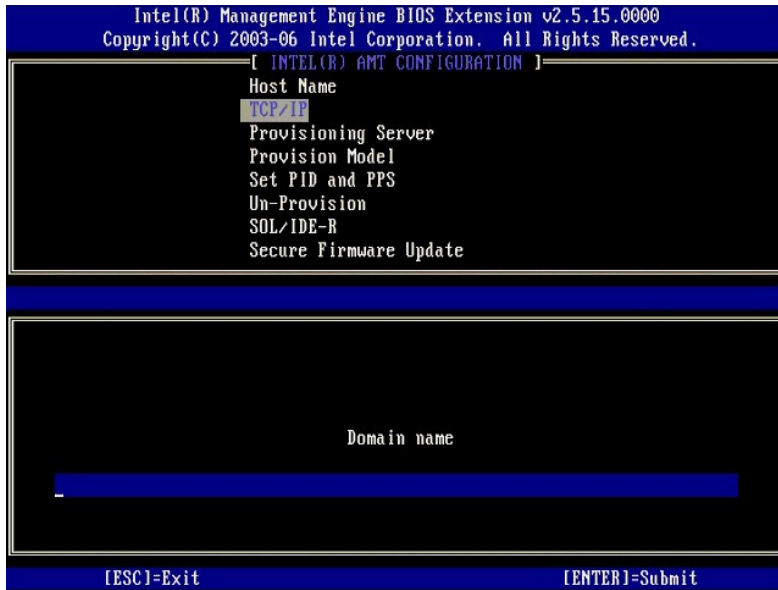 Intel(R) Management Engine BIOS Extension v2.5.15.0000
Copyright(C) 2003-06 Intel Corporation. All Rights Reserved.
[ INTEL(R) AMT CONFIGURATION ]
Host Name
TCP/IP
Provisioning Server
Provision Model
Set PID and PPS
Un-Provision
SOL/IDE-R
Secure Firmware Update
Domain name
[ESC]=Exit [ENTER]=Submit